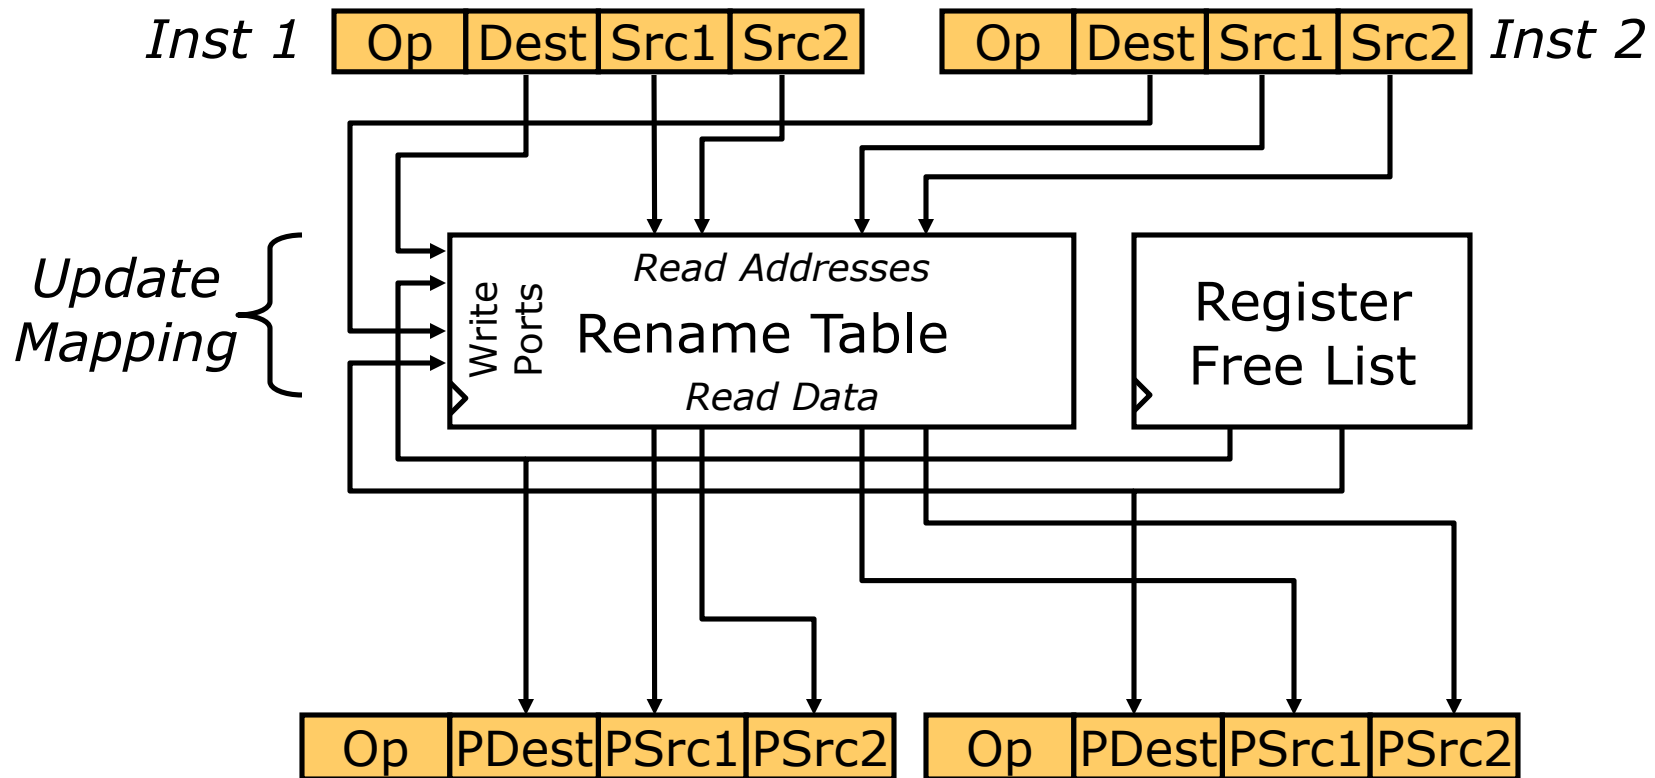 Inst 1 Op Dest Src1 Src2 Op Dest Src1 Src2 Inst 2
Update
Mapping
Write
Ports
Read Addresses
Rename Table
Read Data
Register
Free List
Op PDest PSrc1 PSrc2 Op PDest PSrc1 PSrc2